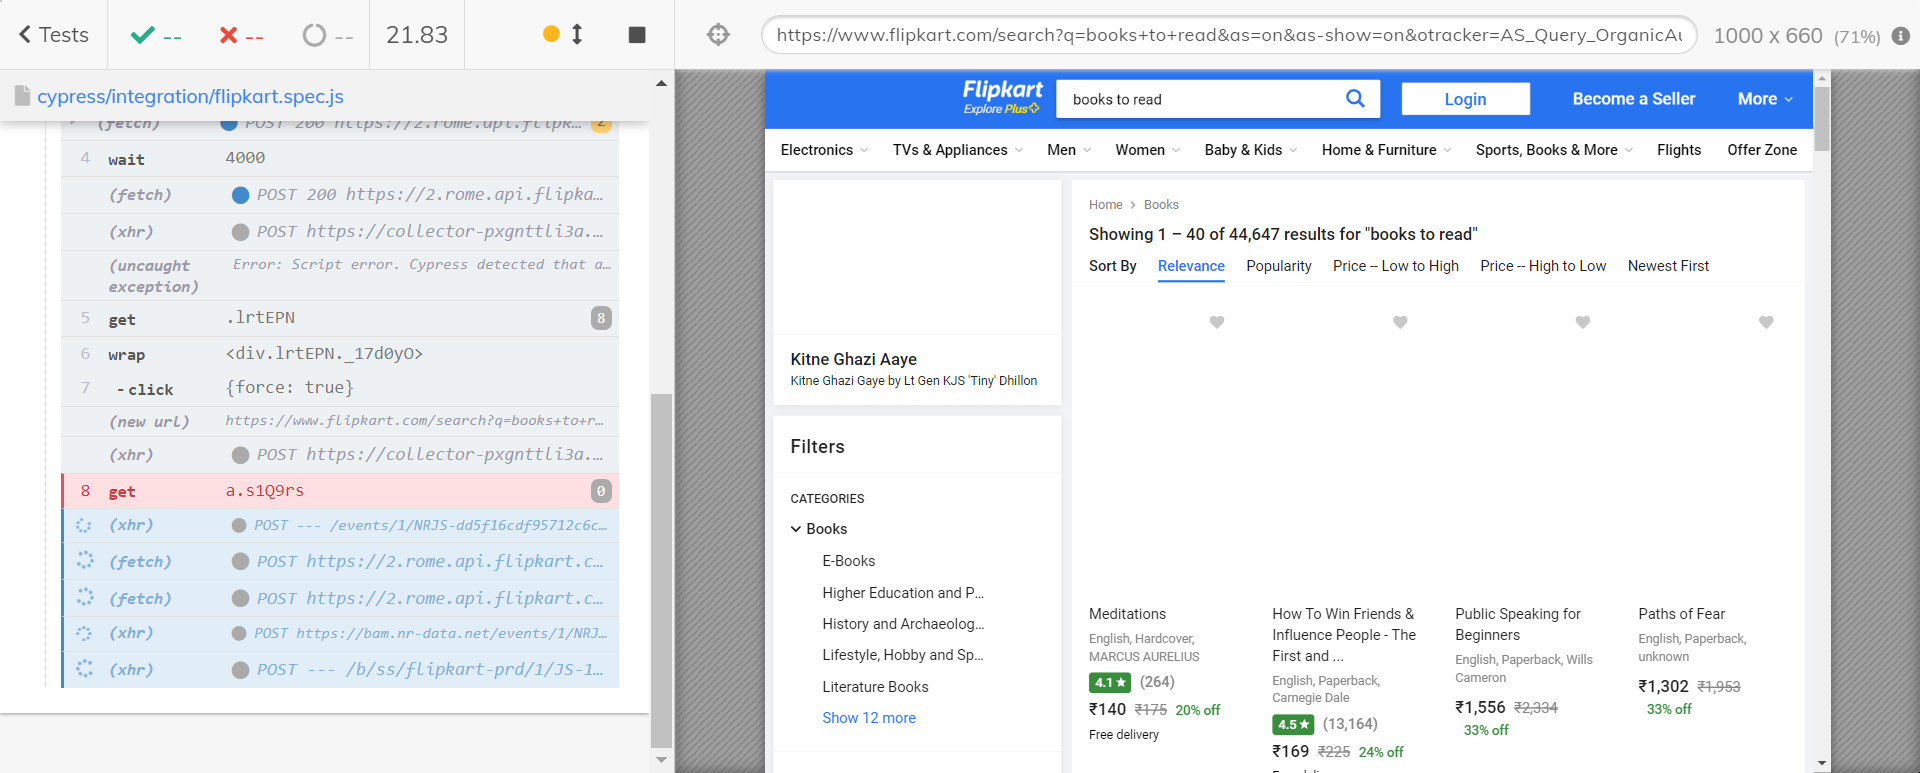 Tests
--
--
--
21.83
https://www.flipkart.com/search?q=books+to+read&as=on&as-show=on&otracker=AS_Query_OrganicAu
1000 x 660 (71%)
cypress/integration/flipkart.spec.js
(fetch) POST 200 https://2.rome.api.flipk... 2
4 wait 4000
(fetch) POST 200 https://2.rome.api.flipka...
(xhr) POST https://collector-pxgnttli3a....
(uncaught exception) Error: Script error. Cypress detected that a...
5 get .lrtEPN 8
6 wrap <div.lrtEPN._17d0yO>
7 -click {force: true}
(new url) https://www.flipkart.com/search?q=books+to+r...
(xhr) POST https://collector-pxgnttli3a....
8 get a.s1Q9rs 0
(xhr) POST --- /events/1/NRJS-dd5f16cdf95712c6c...
(fetch) POST https://2.rome.api.flipkart.c...
(fetch) POST https://2.rome.api.flipkart.c...
(xhr) POST https://bam.nr-data.net/events/1/NRJ...
(xhr) POST --- /b/ss/flipkart-prd/1/JS-1...
Flipkart
Explore Plus
books to read
Login
Become a Seller
More
Electronics
TVs & Appliances
Men
Women
Baby & Kids
Home & Furniture
Sports, Books & More
Flights
Offer Zone
Kitne Ghazi Aaye
Kitne Ghazi Gaye by Lt Gen KJS 'Tiny' Dhillon
Filters
CATEGORIES
Books
E-Books
Higher Education and P...
History and Archaeolog...
Lifestyle, Hobby and Sp...
Literature Books
Show 12 more
Home > Books
Showing 1 – 40 of 44,647 results for "books to read"
Sort By Relevance Popularity Price -- Low to High Price -- High to Low Newest First
Meditations
English, Hardcover,
MARCUS AURELIUS
4.1 (264)
₹140 ₹175 20% off
Free delivery
How To Win Friends &
Influence People - The
First and ...
English, Paperback,
Carnegie Dale
4.5 (13,164)
₹169 ₹225 24% off
Public Speaking for
Beginners
English, Paperback, Wills
Cameron
₹1,556 ₹2,334
33% off
Paths of Fear
English, Paperback,
unknown
₹1,302 ₹1,953
33% off